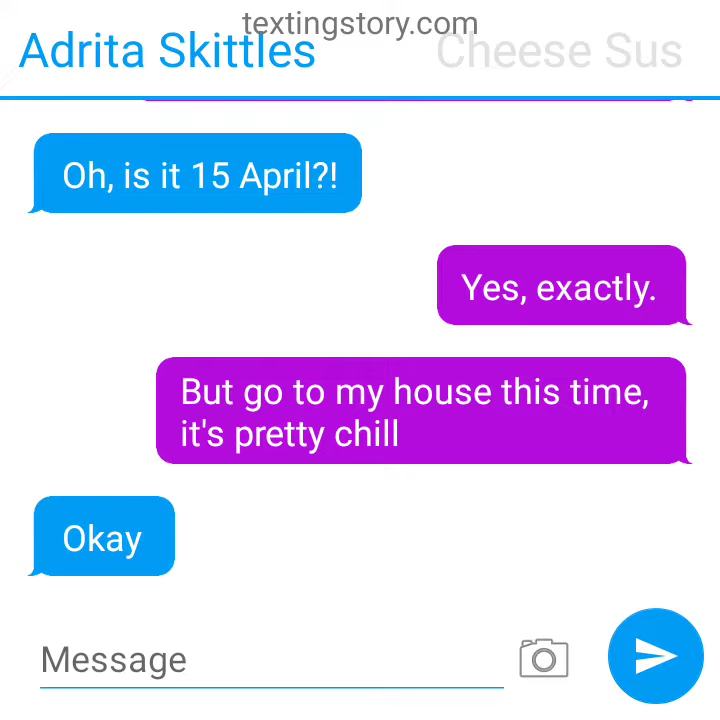 textingstory.com
Adrita Skittles
Cheese Sus
Oh, is it 15 April?!
Yes, exactly.
But go to my house this time,
it's pretty chill
Okay
Message